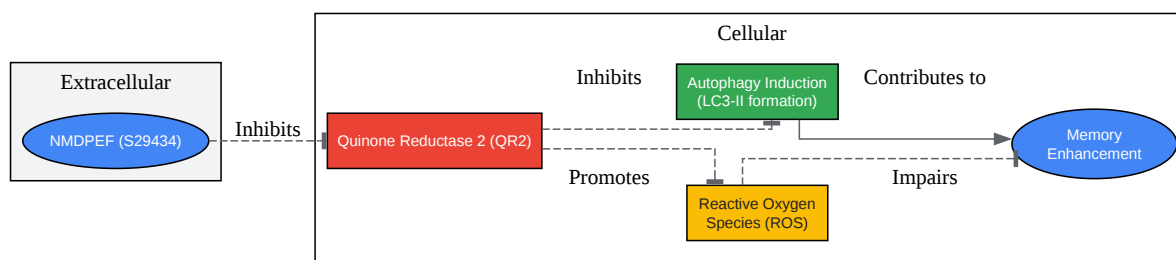 Cellular
Extracellular
NMDPEF (S29434)
Inhibits
Quinone Reductase 2 (QR2)
Inhibits
Autophagy Induction
(LC3-II formation)
Contributes to
Memory
Enhancement
Promotes
Reactive Oxygen
Species (ROS)
Impairs